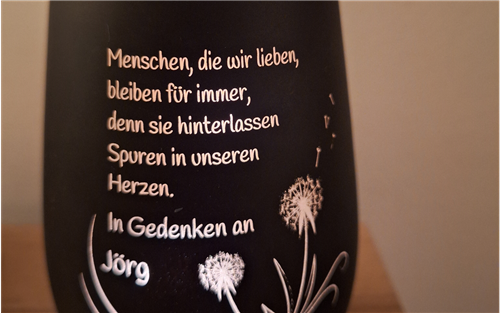 Menschen, die wir lieben,
bleiben für immer,
denn sie hinterlassen
Spuren in unseren
Herzen.
In Gedenken an
Jörg